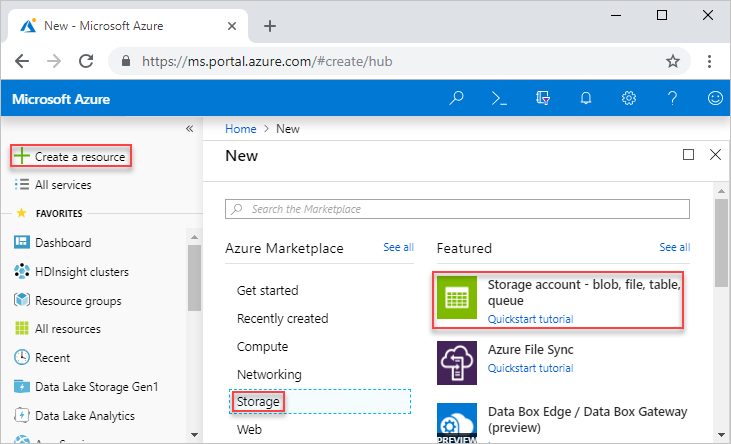 New - Microsoft Azure
https://ms.portal.azure.com/#create/hub
Microsoft Azure
«
Home > New
Create a resource
New
All services
FAVORITES
Search the Marketplace
Dashboard
Azure Marketplace See all
Featured See all
HDInsight clusters
Get started
Storage account - blob, file, table,
queue
Quickstart tutorial
Resource groups
Recently created
All resources
Compute
Azure File Sync
Quickstart tutorial
Recent
Networking
Data Lake Storage Gen1
Storage
Data Box Edge / Data Box Gateway
(preview)
PREVIEW
Data Lake Analytics
Web